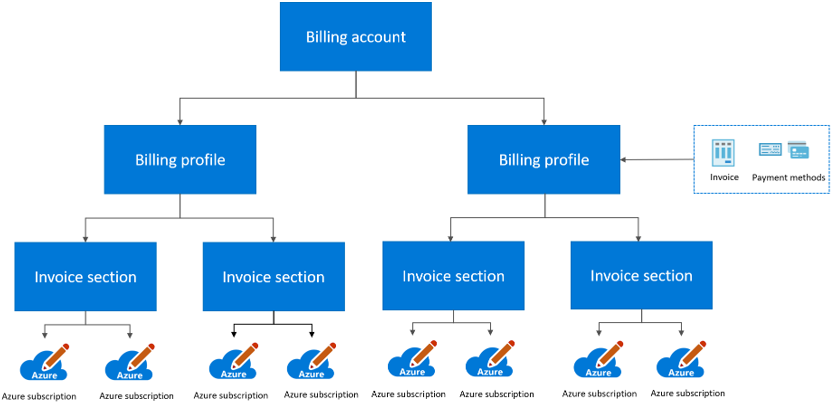 Billing account
Billing profile
Billing profile
Invoice
Payment methods
Invoice section
Invoice section
Invoice section
Invoice section
Azure
Azure
Azure
Azure
Azure
Azure
Azure
Azure
Azure subscription
Azure subscription
Azure subscription
Azure subscription
Azure subscription
Azure subscription
Azure subscription
Azure subscription